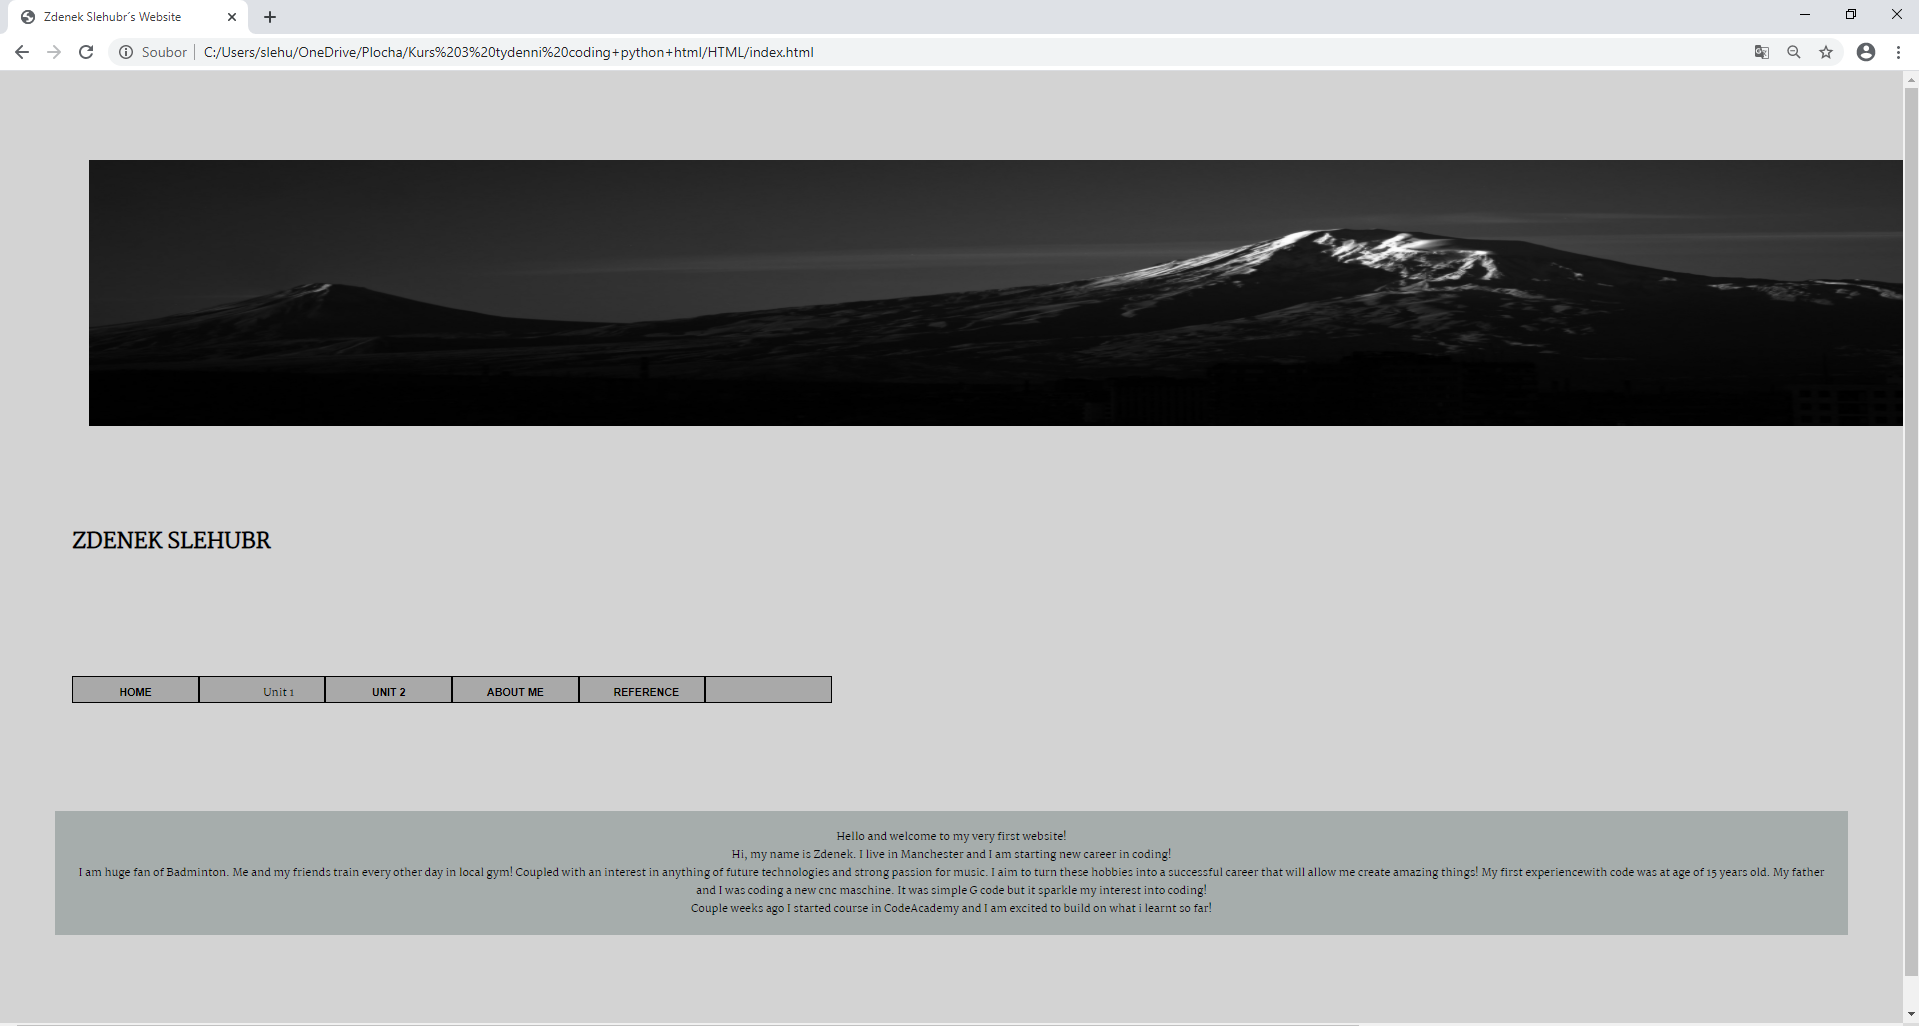 Zdenek Slehubr´s Website
Soubor C:/Users/slehu/OneDrive/Plocha/Kurs%203%20tydenni%20coding+python+html/HTML/index.html
ZDENEK SLEHUBR
HOME Unit 1 UNIT 2 ABOUT ME REFERENCE
Hello and welcome to my very first website!
Hi, my name is Zdenek. I live in Manchester and I am starting new career in coding!
I am huge fan of Badminton. Me and my friends train every other day in local gym! Coupled with an interest in anything of future technologies and strong passion for music. I aim to turn these hobbies into a successful career that will allow me create amazing things! My first experiencewith code was at age of 15 years old. My father
and I was coding a new cnc maschine. It was simple G code but it sparkle my interest into coding!
Couple weeks ago I started course in CodeAcademy and I am excited to build on what i learnt so far!